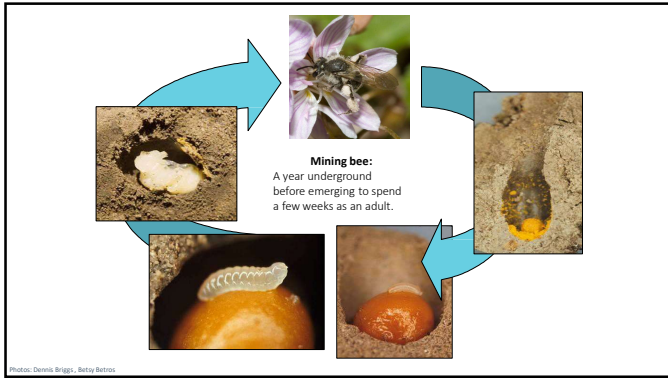 Mining bee:
A year underground
before emerging to spend
a few weeks as an adult.
Photos: Dennis Briggs, Betsy Betros